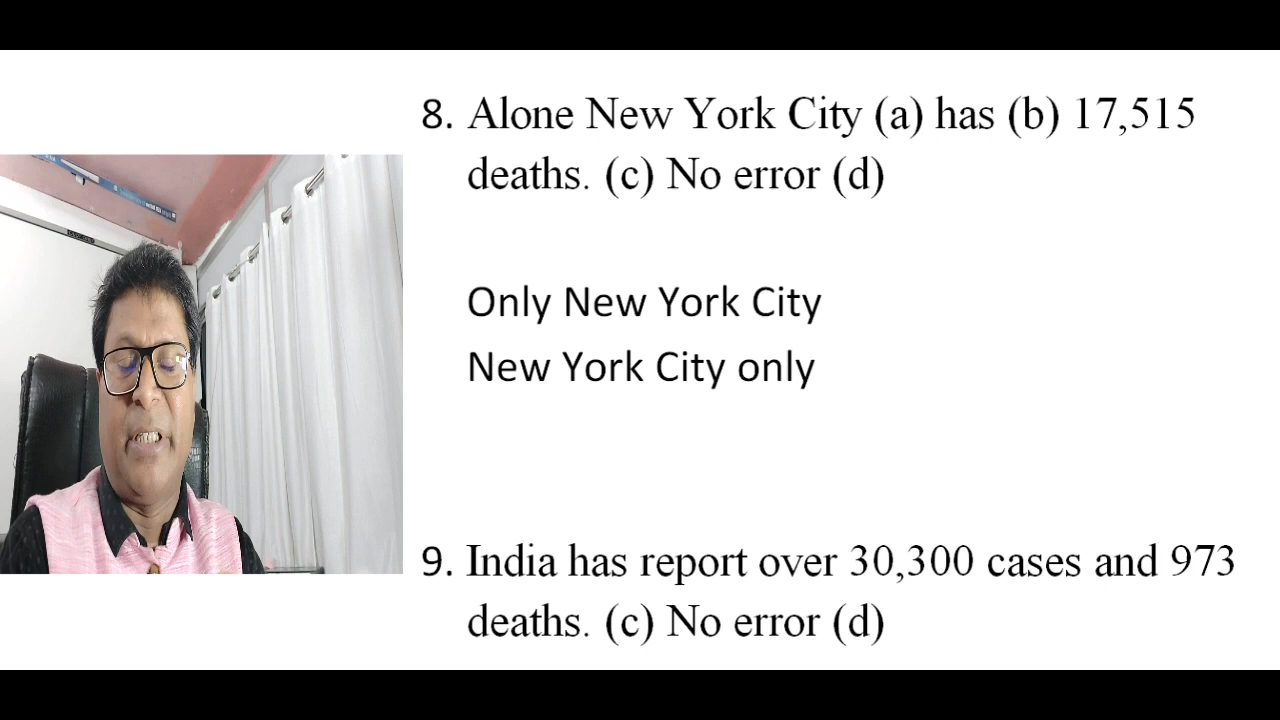 8. Alone New York City (a) has (b) 17,515
deaths. (c) No error (d)
Only New York City
New York City only
9. India has report over 30,300 cases and 973
deaths. (c) No error (d)